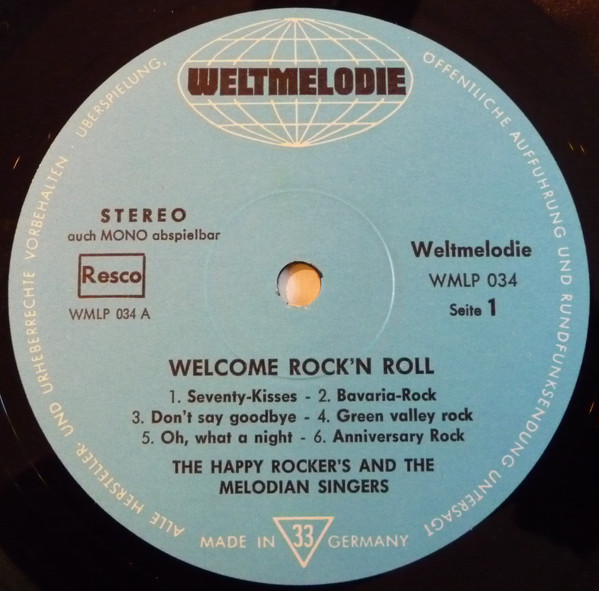 WELTMELODIE
ALLE HERSTELLER- UND URHEBERRECHTE VORBEHALTEN · ÜBERSPIELUNG, ÖFFENTLICHE AUFFÜHRUNG UND RUNDFUNKSENDUNG UNTERSAGT
STEREO
auch MONO abspielbar
Resco
WMLP 034 A
Weltmelodie
WMLP 034
Seite 1
WELCOME ROCK'N ROLL
1. Seventy-Kisses - 2. Bavaria-Rock
3. Don't say goodbye - 4. Green valley rock
5. Oh, what a night - 6. Anniversary Rock
THE HAPPY ROCKER'S AND THE
MELODIAN SINGERS
MADE IN 33 GERMANY